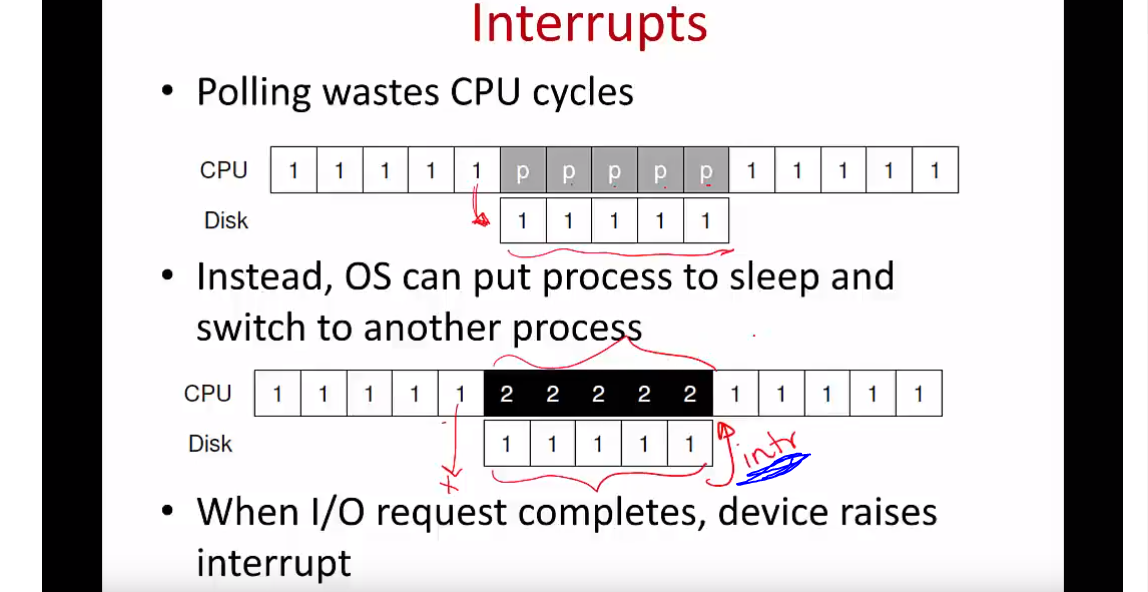 Interrupts
• Polling wastes CPU cycles
CPU 1 1 1 1 1 p p p p p 1 1 1 1 1
Disk 1 1 1 1 1
• Instead, OS can put process to sleep and
switch to another process
CPU 1 1 1 1 1 2 2 2 2 2 1 1 1 1 1
Disk 1 1 1 1 1
intr
• When I/O request completes, device raises
interrupt